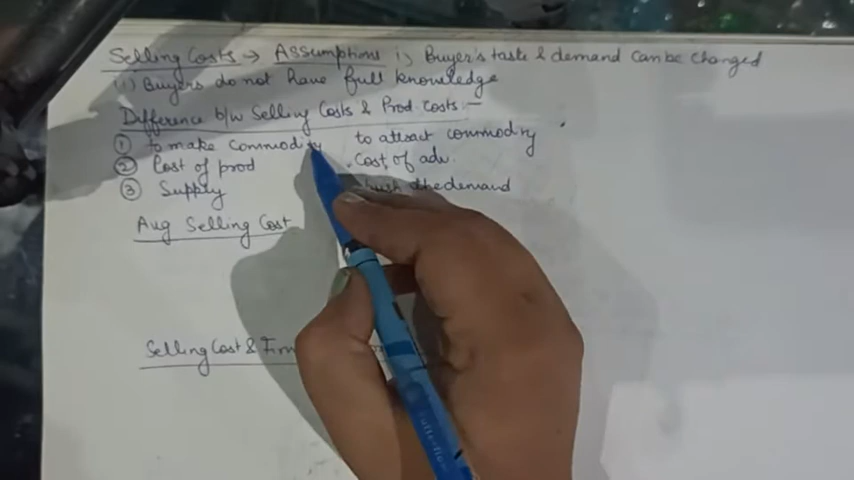 Selling Costs → Assumptions i) Buyer's taste & demand can be changed
(i) Buyers do not have full knowledge
Difference b/w Selling Costs & Prod Costs:-
① to make Commodity to attract commodity
② Cost of prod Cost of adv.
③ Supply the demand
Avg Selling Cost
Selling Cost & Firm